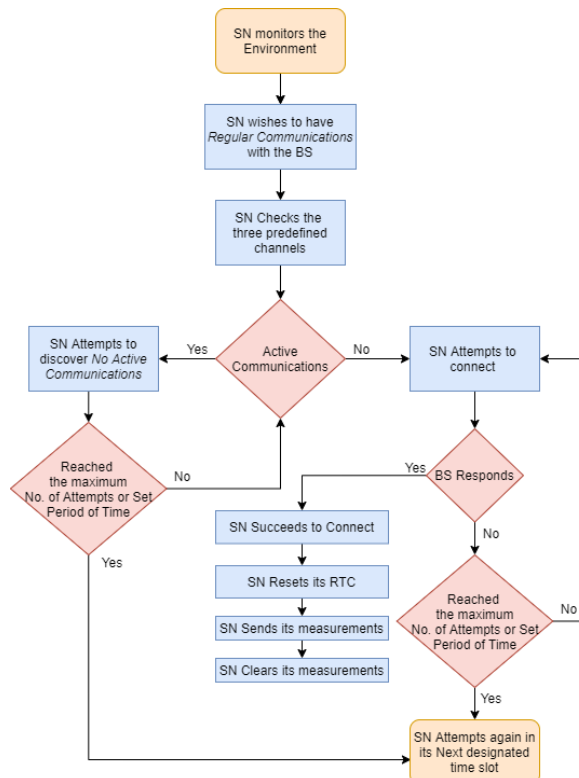 SN monitors the
Environment
SN wishes to have
Regular Communications
with the BS
SN Checks the
three predefined
channels
SN Attempts to
discover No Active
Communications
Yes
Active
Communications
No
SN Attempts to
connect
Reached
the maximum
No. of Attempts or Set
Period of Time
No
Yes
BS Responds
SN Succeeds to Connect
No
Yes
SN Resets its RTC
SN Sends its measurements
SN Clears its measurements
Reached
the maximum
No. of Attempts or Set
Period of Time
No
Yes
SN Attempts again in
its Next designated
time slot